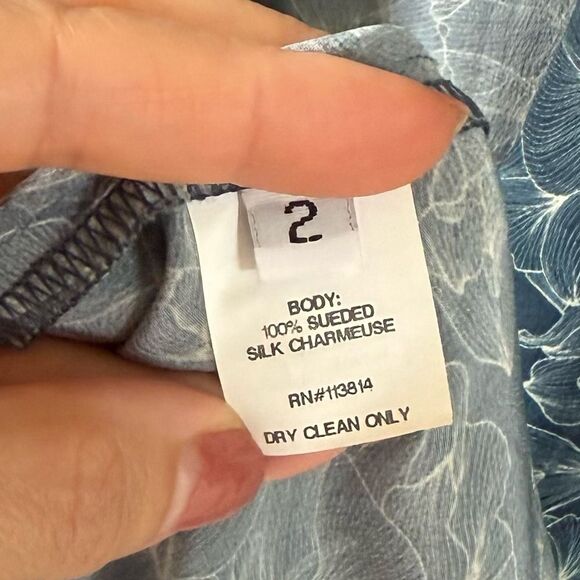 2
BODY:
100% SUEDED
SILK CHARMEUSE
RN#113814
DRY CLEAN ONLY